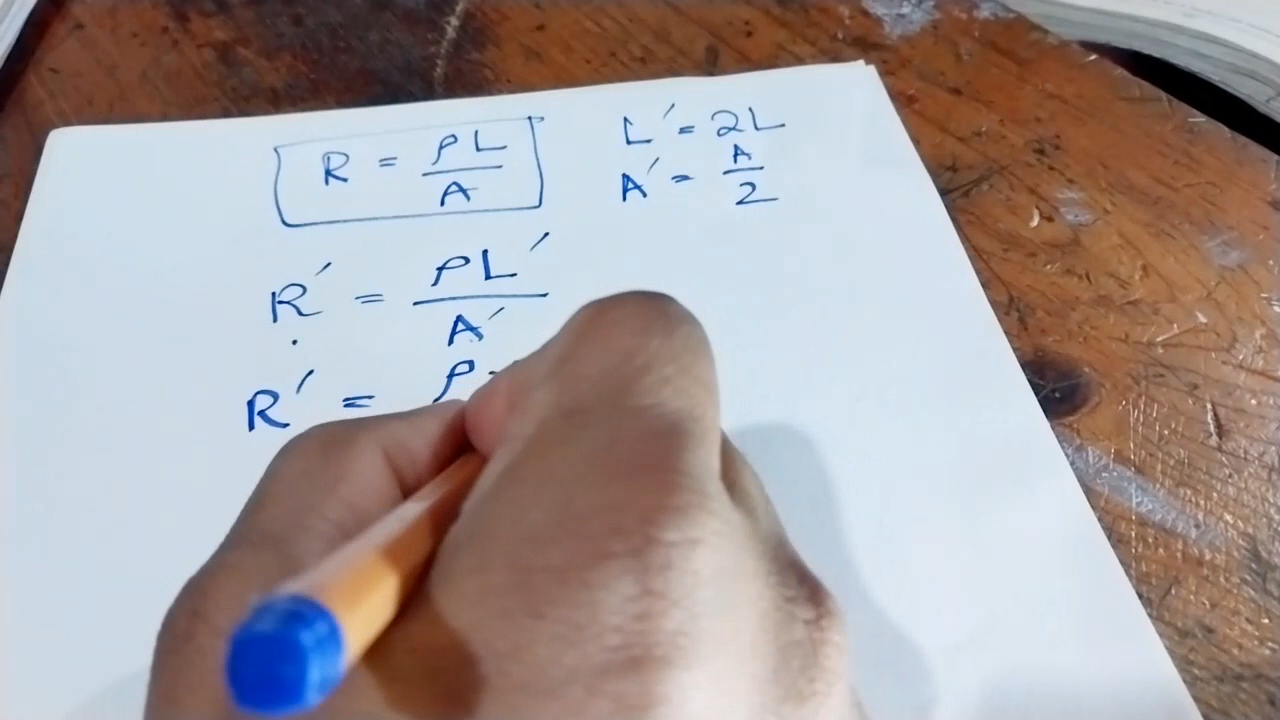 R = ρL/A
L′ = 2L
A′ = A/2
R′ = ρL′/A′
R′ = ρ